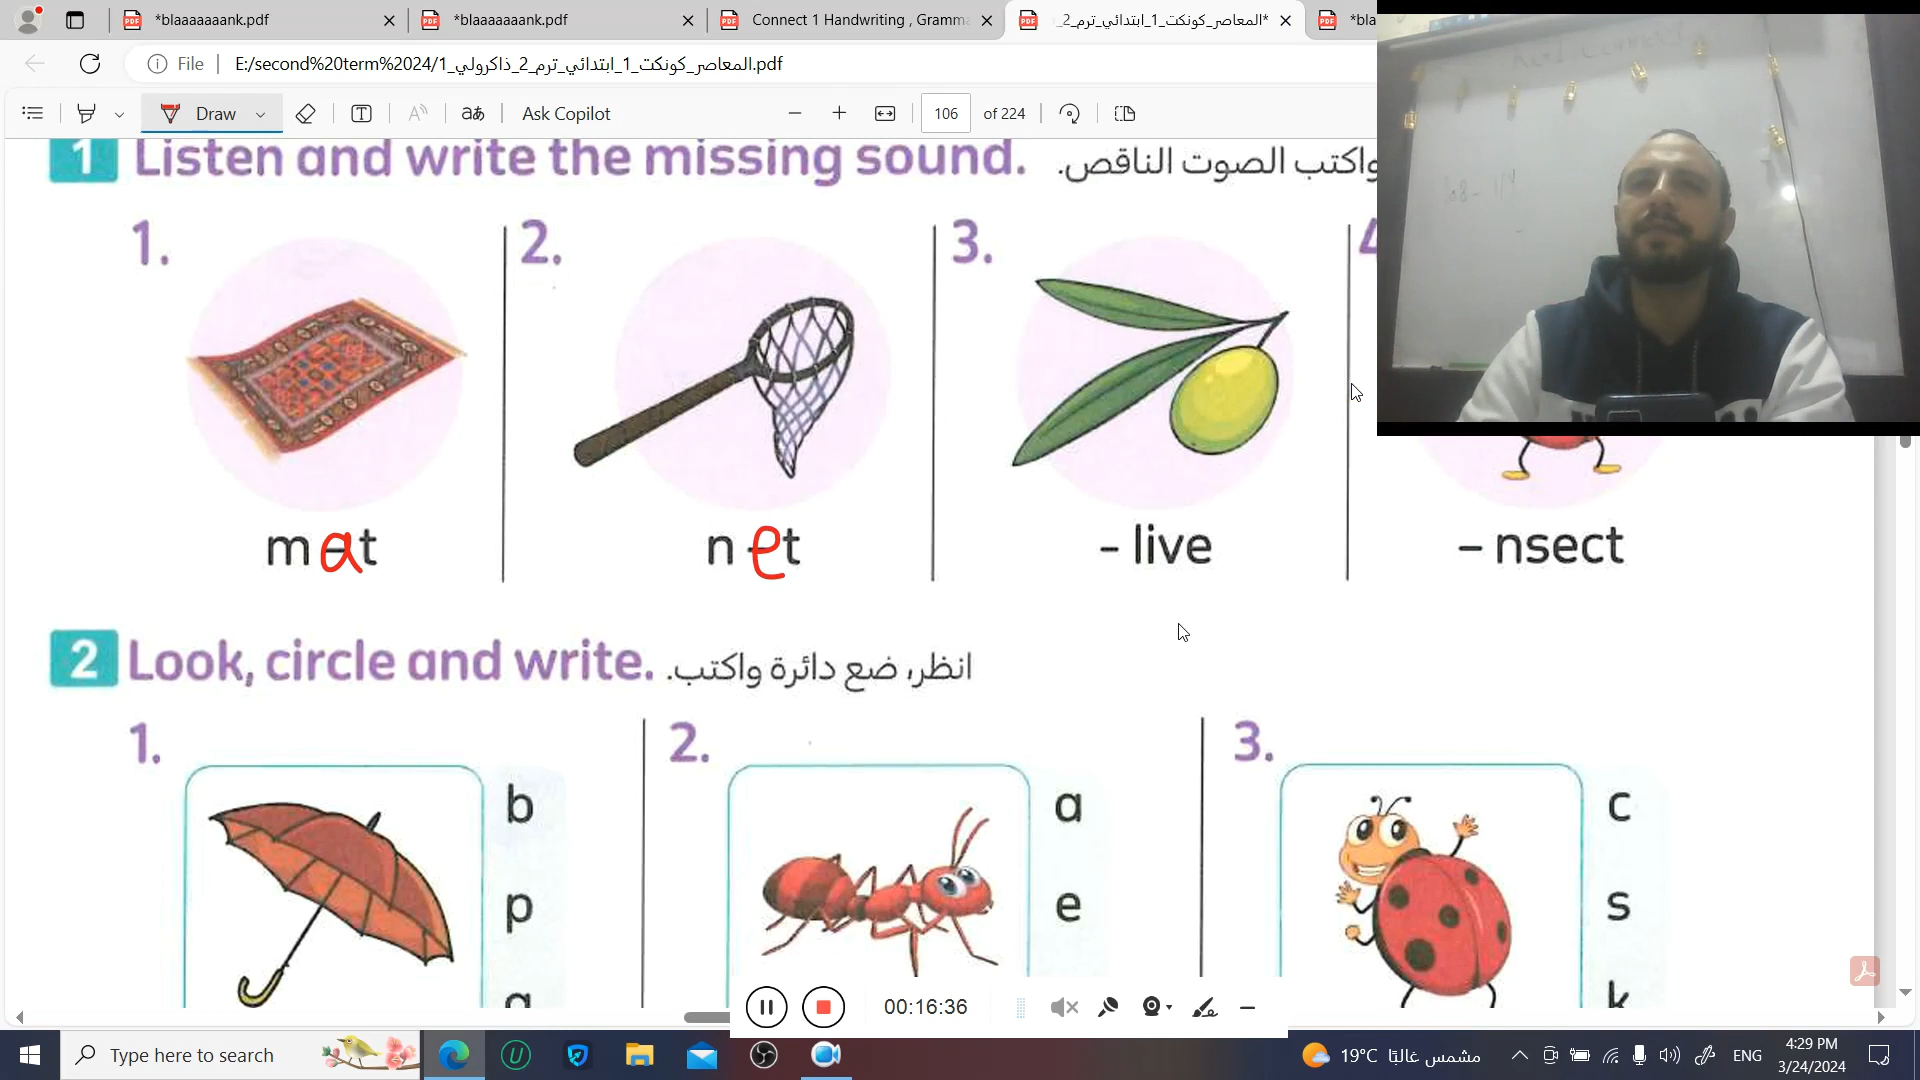 *blaaaaaaank.pdf
*blaaaaaaank.pdf
Connect 1 Handwriting , Gramma
المعاصر_كونكت_1_ابتدائي_ترم_2_*
*bla
File
E:/second%20term%2024/المعاصر_كونكت_1_ابتدائي_ترم_2_ذاكرولي_1.pdf
Draw
Ask Copilot
106
of 224
1 Listen and write the missing sound. واكتب الصوت الناقص.
1.
2.
3.
mat
net
- live
- nsect
2 Look, circle and write. انظر، ضع دائرة واكتب.
1.
2.
3.
b
a
c
p
e
s
k
00:16:36
Type here to search
19°C
مشمس غالبًا
ENG
4:29 PM
3/24/2024